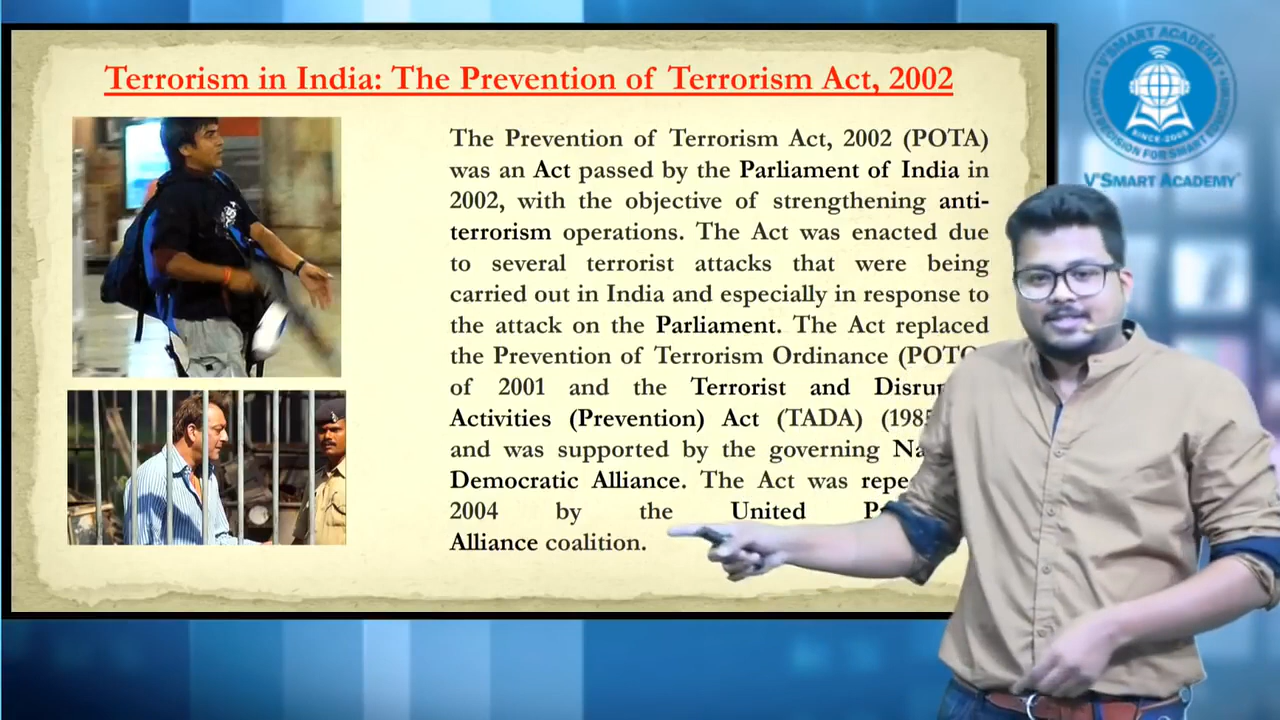 Terrorism in India: The Prevention of Terrorism Act, 2002
The Prevention of Terrorism Act, 2002 (POTA)
was an Act passed by the Parliament of India in
2002, with the objective of strengthening anti-
terrorism operations. The Act was enacted due
to several terrorist attacks that were being
carried out in India and especially in response to
the attack on the Parliament. The Act replaced
the Prevention of Terrorism Ordinance
of 2001 and the Terrorist and
Activities (Prevention) Act (TADA)
and was supported by the governing
Democratic Alliance. The Act was
2004 by the United
Alliance coalition.
V'SMART ACADEMY
SINCE-2005
V'SMART ACADEMY